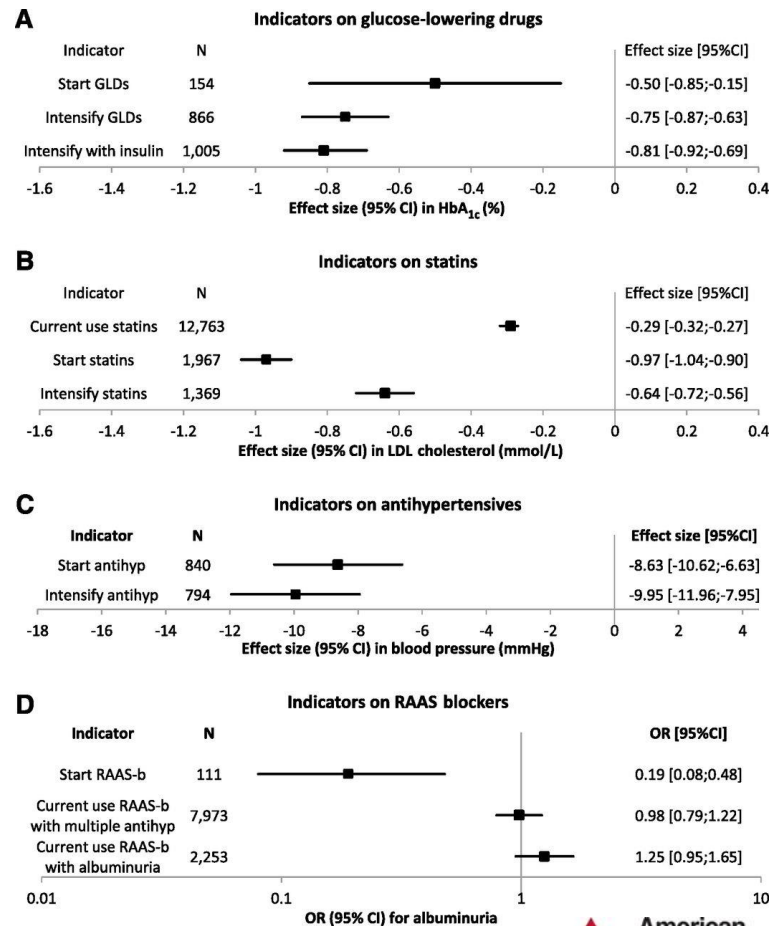 A
Indicators on glucose-lowering drugs
Indicator N Effect size [95%CI]
Start GLDs 154 -0.50 [-0.85;-0.15]
Intensify GLDs 866 -0.75 [-0.87;-0.63]
Intensify with insulin 1,005 -0.81 [-0.92;-0.69]
-1.6 -1.4 -1.2 -1 -0.8 -0.6 -0.4 -0.2 0 0.2 0.4
Effect size (95% CI) in HbA1c (%)
B
Indicators on statins
Indicator N Effect size [95%CI]
Current use statins 12,763 -0.29 [-0.32;-0.27]
Start statins 1,967 -0.97 [-1.04;-0.90]
Intensify statins 1,369 -0.64 [-0.72;-0.56]
-1.6 -1.4 -1.2 -1 -0.8 -0.6 -0.4 -0.2 0 0.2 0.4
Effect size (95% CI) in LDL cholesterol (mmol/L)
C
Indicators on antihypertensives
Indicator N Effect size [95%CI]
Start antihyp 840 -8.63 [-10.62;-6.63]
Intensify antihyp 794 -9.95 [-11.96;-7.95]
-18 -16 -14 -12 -10 -8 -6 -4 -2 0 2 4
Effect size (95% CI) in blood pressure (mmHg)
D
Indicators on RAAS blockers
Indicator N OR [95%CI]
Start RAAS-b 111 0.19 [0.08;0.48]
Current use RAAS-b
with multiple antihyp 7,973 0.98 [0.79;1.22]
Current use RAAS-b
with albuminuria 2,253 1.25 [0.95;1.65]
0.01 0.1 1 10
OR (95% CI) for albuminuria
American